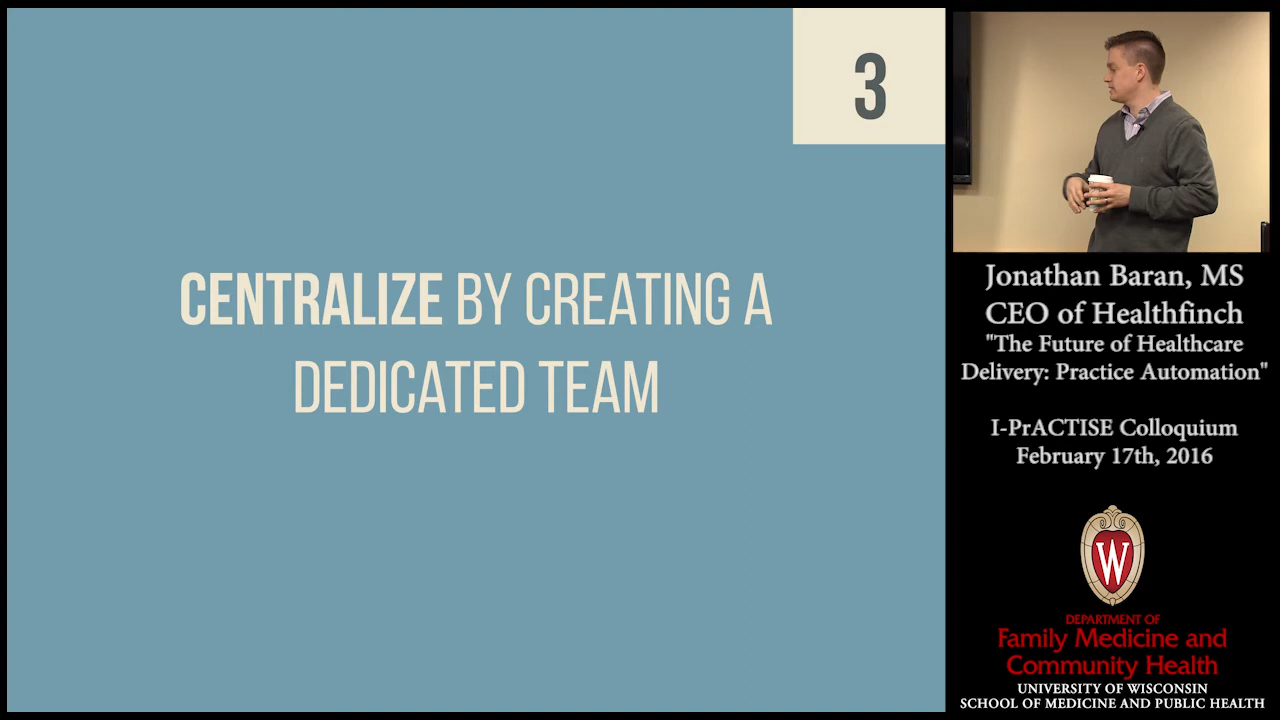 3
CENTRALIZE BY CREATING A
DEDICATED TEAM
Jonathan Baran, MS
CEO of Healthfinch
"The Future of Healthcare
Delivery: Practice Automation"
I-PrACTISE Colloquium
February 17th, 2016
W
DEPARTMENT OF
Family Medicine and
Community Health
UNIVERSITY OF WISCONSIN
SCHOOL OF MEDICINE AND PUBLIC HEALTH